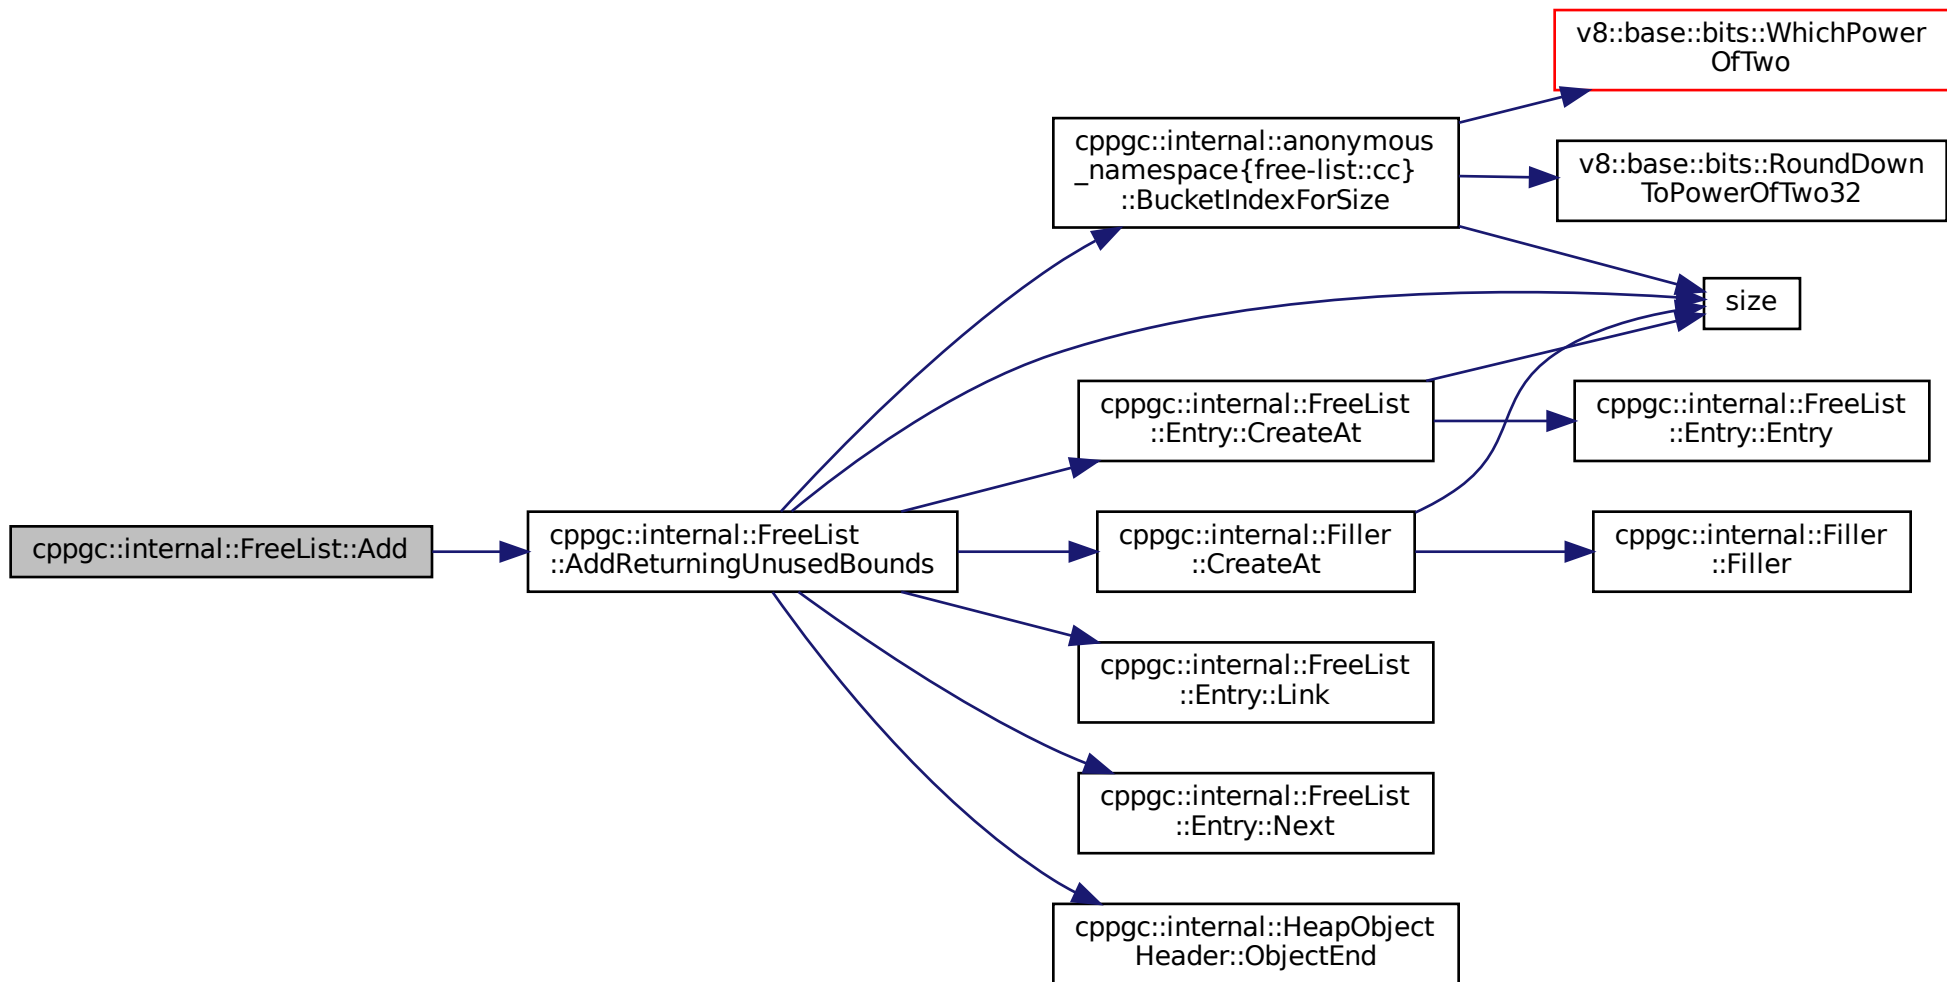 v8::base::bits::WhichPower
OfTwo
cppgc::internal::anonymous
_namespace{free-list::cc}
::BucketIndexForSize
v8::base::bits::RoundDown
ToPowerOfTwo32
size
cppgc::internal::FreeList
::Entry::CreateAt
cppgc::internal::FreeList
::Entry::Entry
cppgc::internal::FreeList::Add
cppgc::internal::FreeList
::AddReturningUnusedBounds
cppgc::internal::Filler
::CreateAt
cppgc::internal::Filler
::Filler
cppgc::internal::FreeList
::Entry::Link
cppgc::internal::FreeList
::Entry::Next
cppgc::internal::HeapObject
Header::ObjectEnd